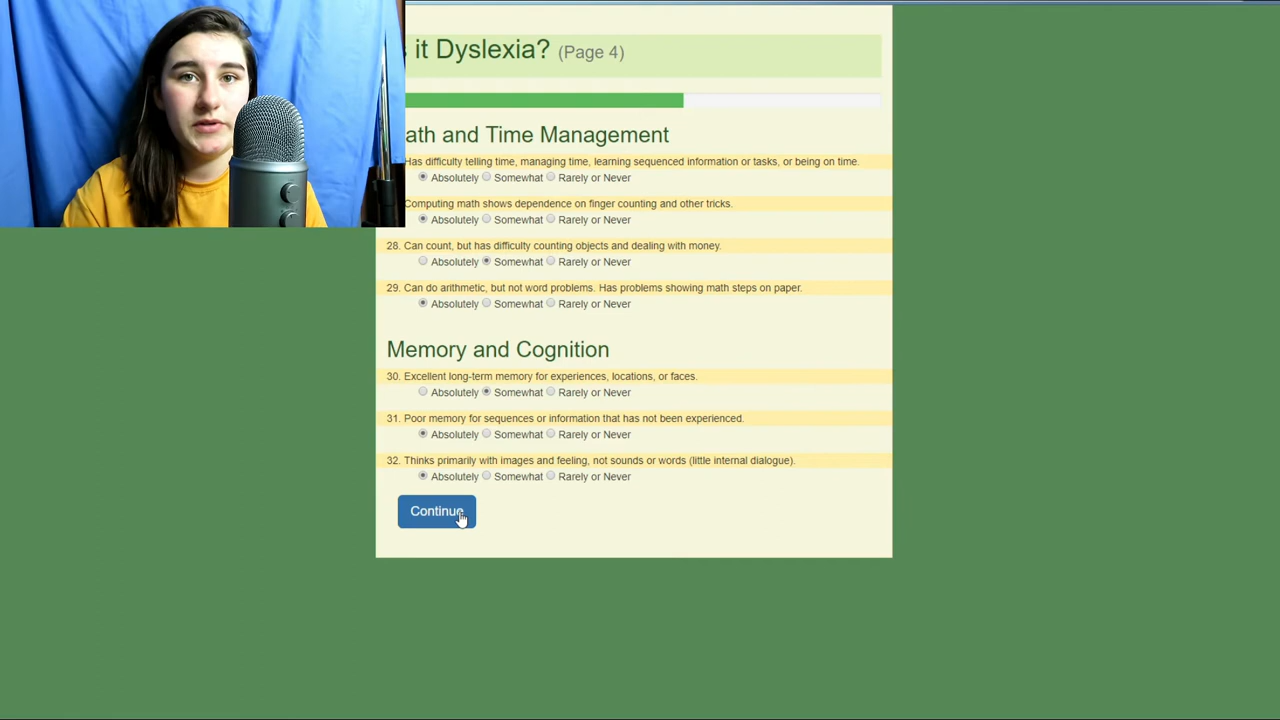 it Dyslexia? (Page 4)
ath and Time Management
Has difficulty telling time, managing time, learning sequenced information or tasks, or being on time.
Absolutely Somewhat Rarely or Never
Computing math shows dependence on finger counting and other tricks.
Absolutely Somewhat Rarely or Never
28. Can count, but has difficulty counting objects and dealing with money.
Absolutely Somewhat Rarely or Never
29. Can do arithmetic, but not word problems. Has problems showing math steps on paper.
Absolutely Somewhat Rarely or Never
Memory and Cognition
30. Excellent long-term memory for experiences, locations, or faces.
Absolutely Somewhat Rarely or Never
31. Poor memory for sequences or information that has not been experienced.
Absolutely Somewhat Rarely or Never
32. Thinks primarily with images and feeling, not sounds or words (little internal dialogue).
Absolutely Somewhat Rarely or Never
Continue